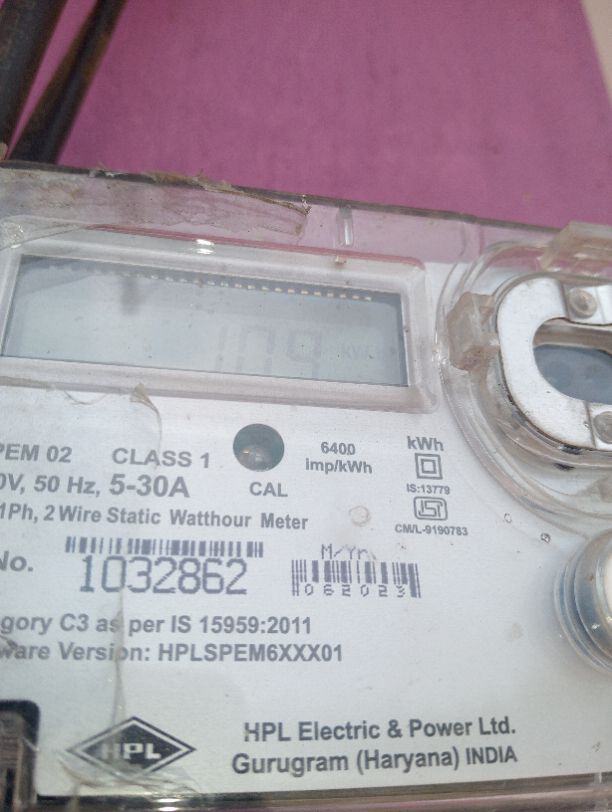 PEM 02 CLASS 1
0V, 50 Hz, 5-30A
1Ph, 2 Wire Static Watthour Meter
CAL
6400
imp/kWh
kWh
IS:13779
ISI
CM/L-9190783
No. 1032862
M/Yr.
062023
gory C3 as per IS 15959:2011
ware Version: HPLSPEM6XXX01
HPL
HPL Electric & Power Ltd.
Gurugram (Haryana) INDIA